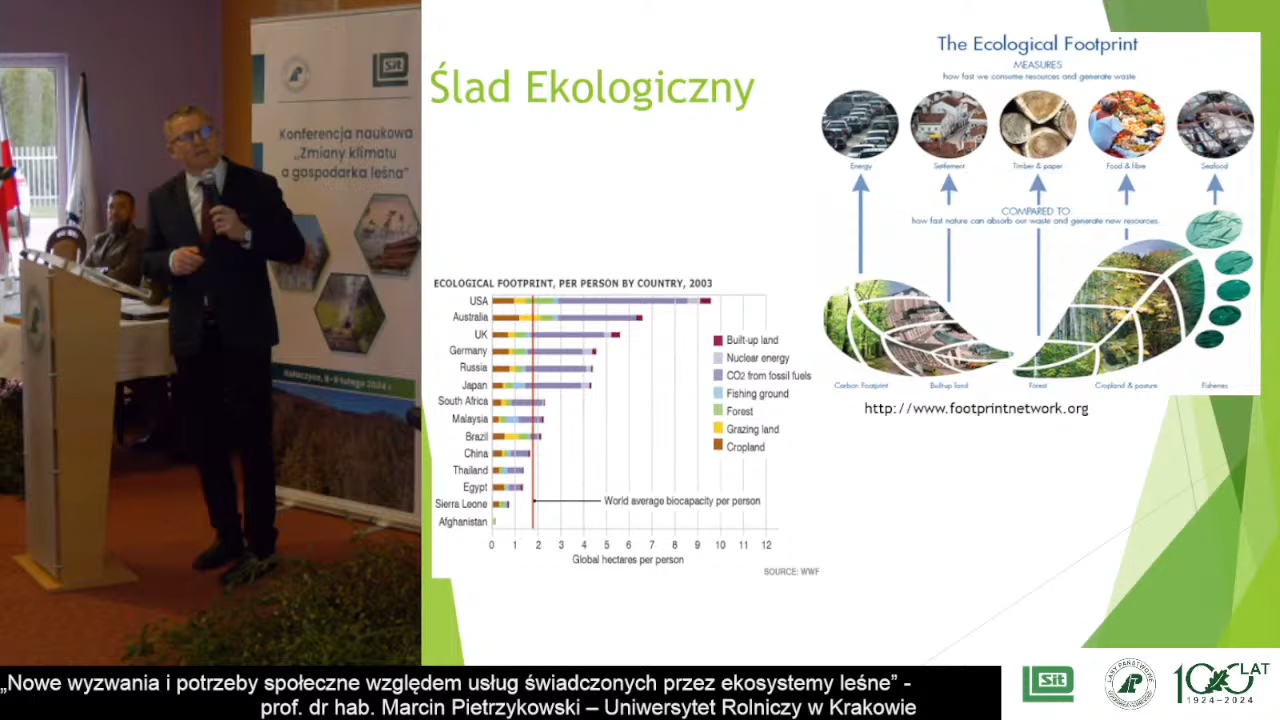 Sit
Konferencja naukowa
„Zmiany klimatu
a gospodarka leśna”
Ślad Ekologiczny
The Ecological Footprint
MEASURES
how fast we consume resources and generate waste
Energy Settlement Timber & paper Food & fibre Seafood
COMPARED TO
how fast nature can absorb our waste and generate new resources.
Carbon Footprint Built-up land Forest Cropland & pasture Fisheries
http://www.footprintnetwork.org
ECOLOGICAL FOOTPRINT, PER PERSON BY COUNTRY, 2003
USA
Australia
UK
Germany
Russia
Japan
South Africa
Malaysia
Brazil
China
Thailand
Egypt
Sierra Leone
Afghanistan
Built-up land
Nuclear energy
CO2 from fossil fuels
Fishing ground
Forest
Grazing land
Cropland
World average biocapacity per person
0 1 2 3 4 5 6 7 8 9 10 11 12
Global hectares per person
SOURCE: WWF
„Nowe wyzwania i potrzeby społeczne względem usług świadczonych przez ekosystemy leśne” -
prof. dr hab. Marcin Pietrzykowski – Uniwersytet Rolniczy w Krakowie
Sit
LASY PAŃSTWOWE
100 LAT
1924-2024